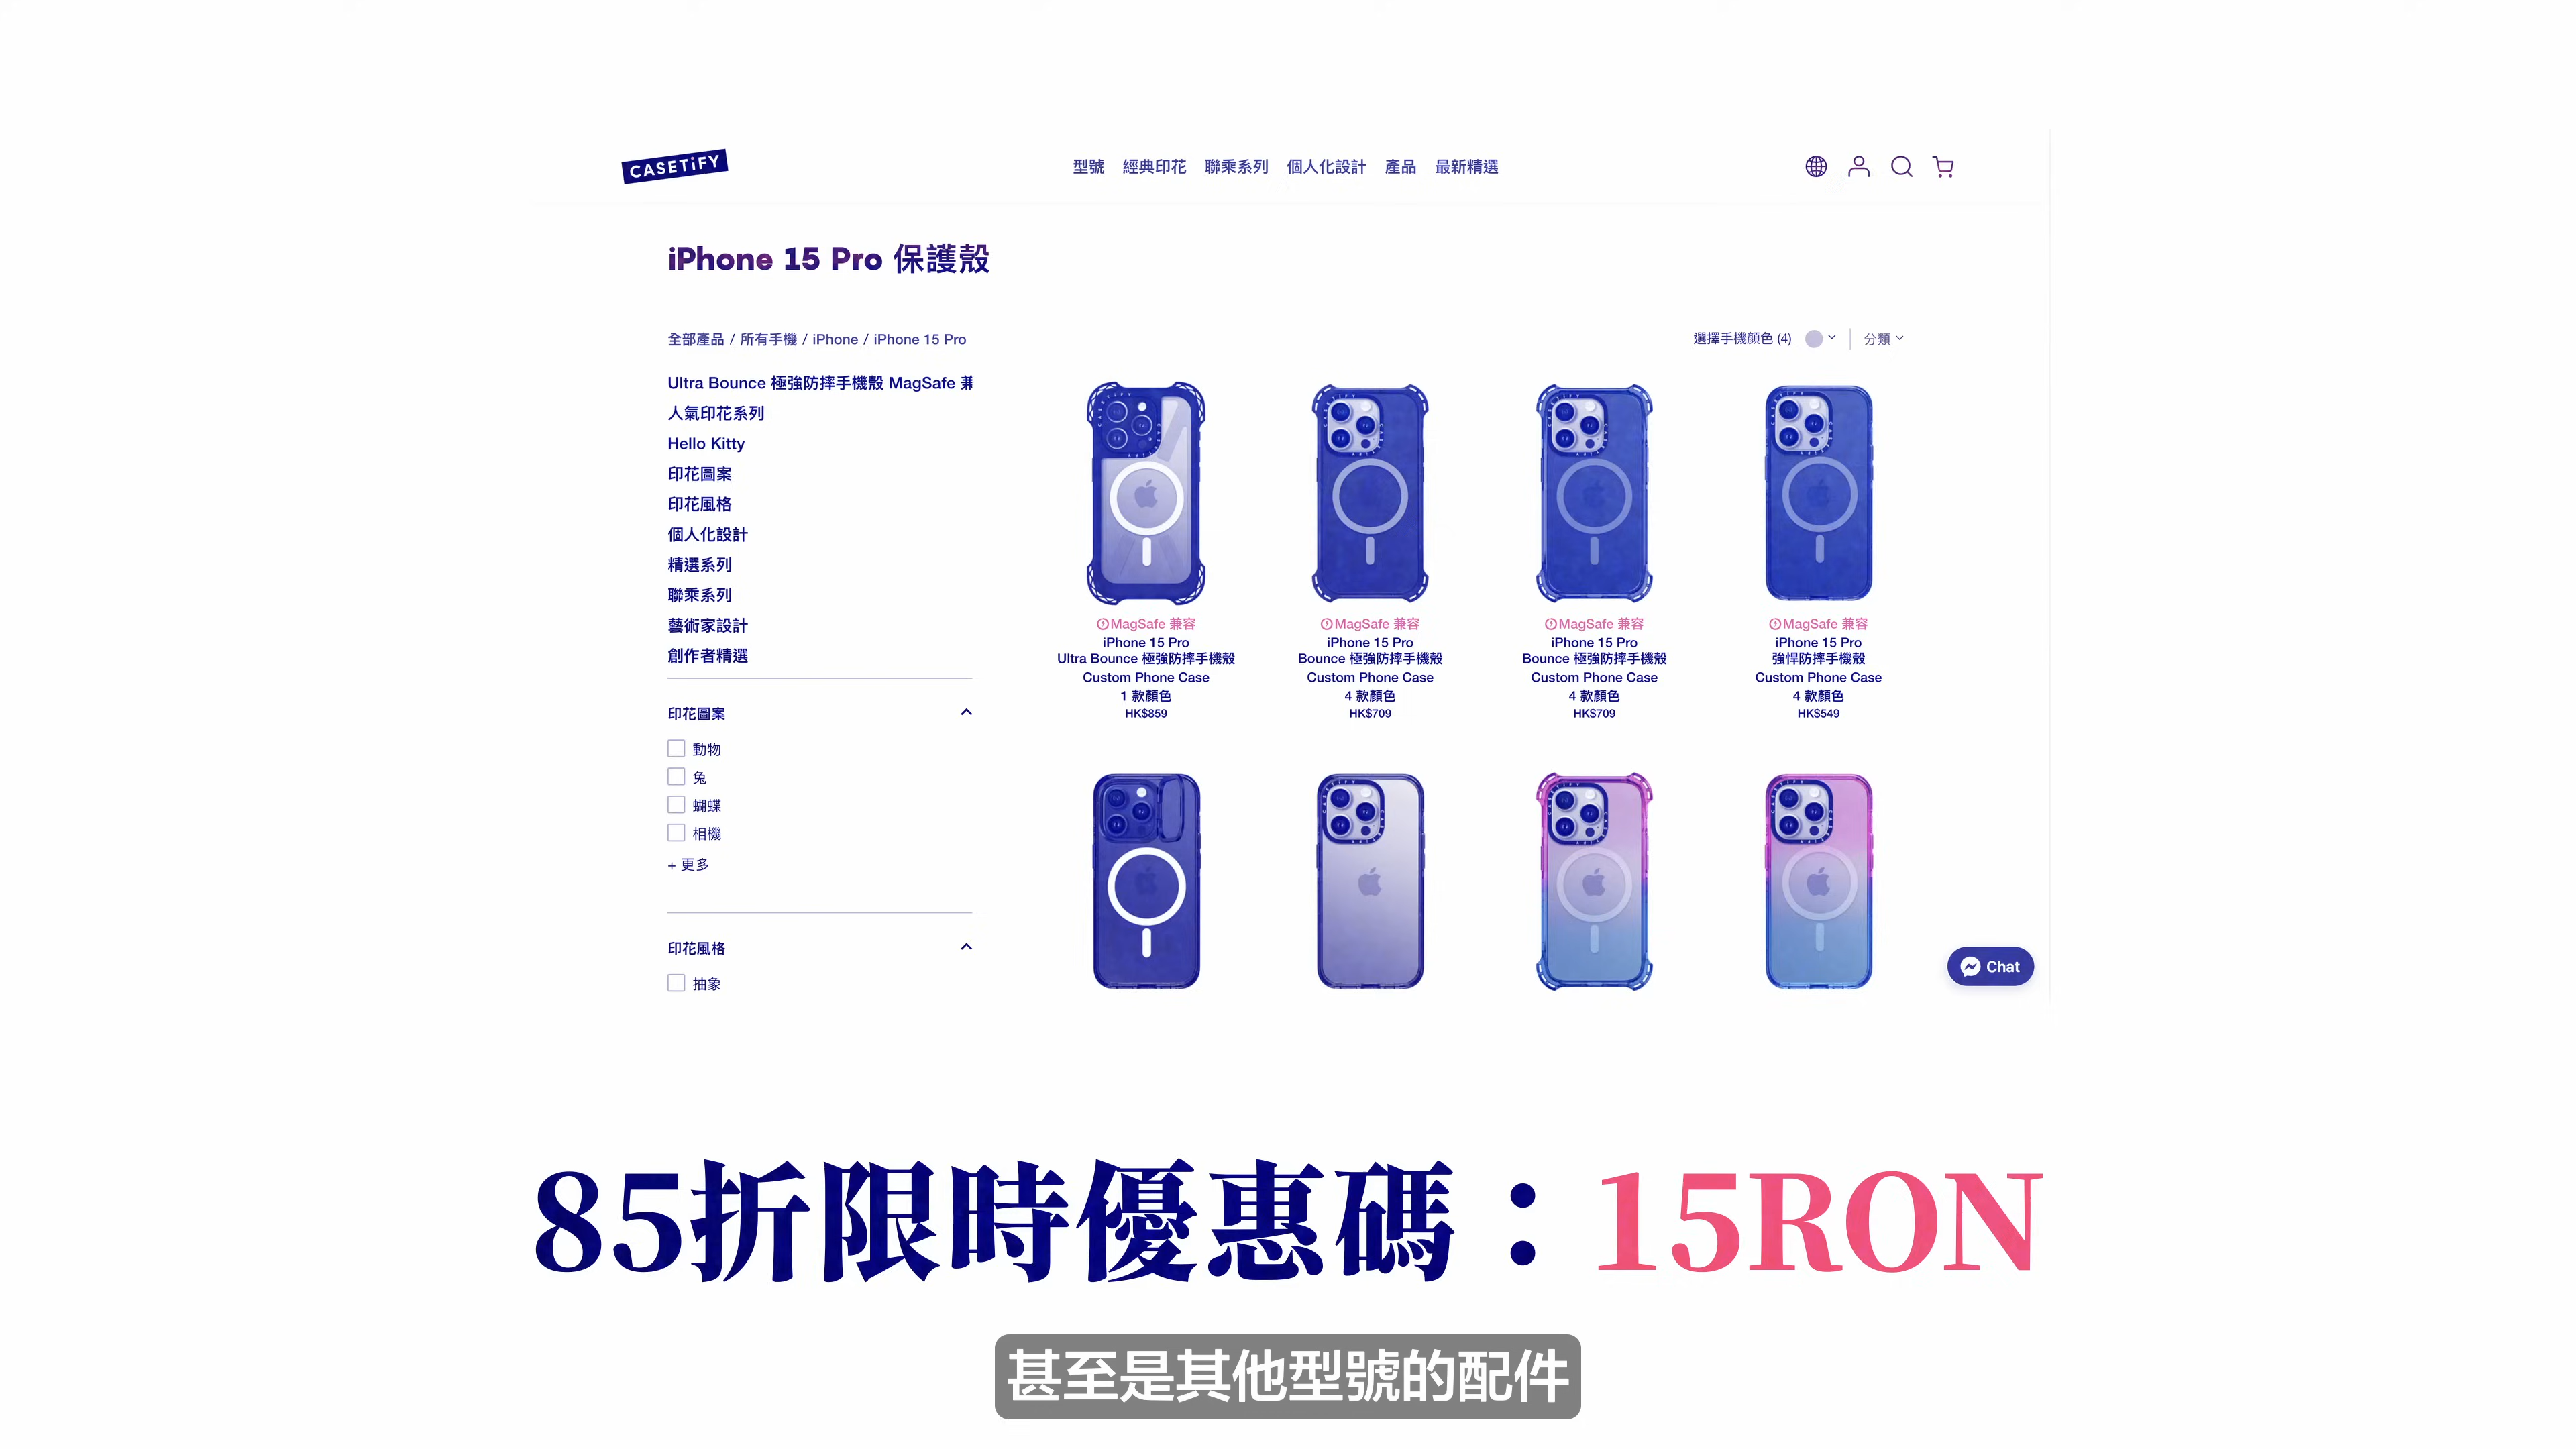 CASETiFY
型號 經典印花 聯乘系列 個人化設計 產品 最新精選
iPhone 15 Pro 保護殼
全部產品 / 所有手機 / iPhone / iPhone 15 Pro
選擇手機顏色 (4)
分類
Ultra Bounce 極強防摔手機殼 MagSafe 兼
人氣印花系列
Hello Kitty
印花圖案
印花風格
個人化設計
精選系列
聯乘系列
藝術家設計
創作者精選
印花圖案
動物
兔
蝴蝶
相機
+ 更多
印花風格
抽象
MagSafe 兼容
iPhone 15 Pro
Ultra Bounce 極強防摔手機殼
Custom Phone Case
1 款顏色
HK$859
MagSafe 兼容
iPhone 15 Pro
Bounce 極強防摔手機殼
Custom Phone Case
4 款顏色
HK$709
MagSafe 兼容
iPhone 15 Pro
Bounce 極強防摔手機殼
Custom Phone Case
4 款顏色
HK$709
MagSafe 兼容
iPhone 15 Pro
強悍防摔手機殼
Custom Phone Case
4 款顏色
HK$549
Chat
85折限時優惠碼：15RON
甚至是其他型號的配件